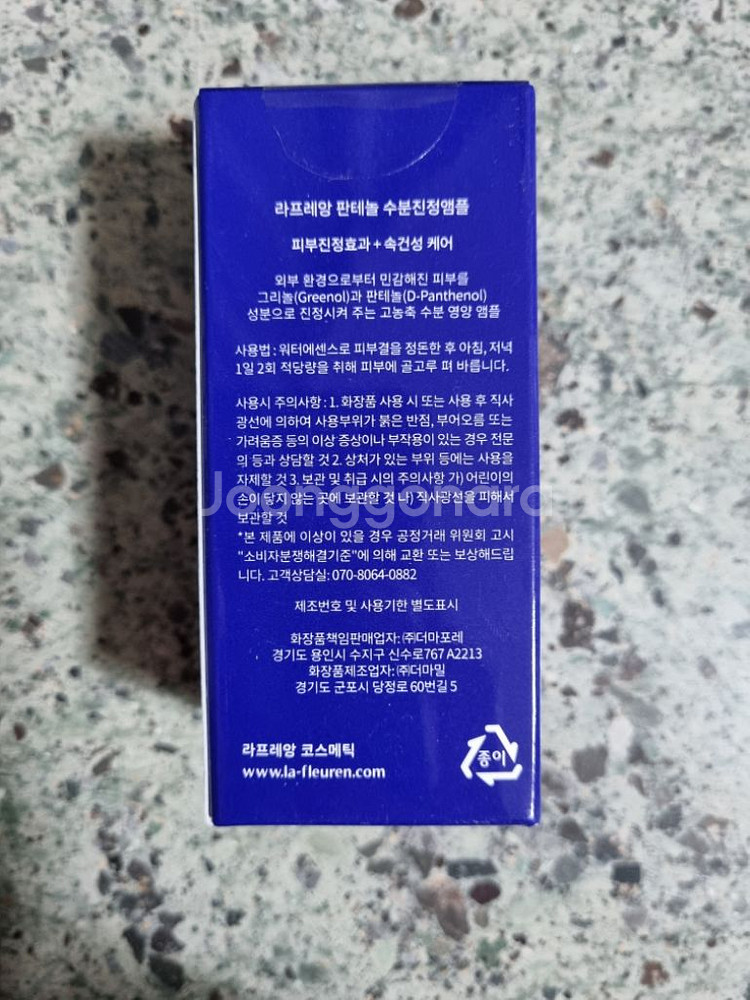 라프레앙 판테놀 수분진정앰플
피부진정효과 + 속건성 케어
외부 환경으로부터 민감해진 피부를
그리놀(Greenol)과 판테놀(D-Panthenol)
성분으로 진정시켜 주는 고농축 수분 영양 앰플
사용법 : 워터에센스로 피부결을 정돈한 후 아침, 저녁
1일 2회 적당량을 취해 피부에 골고루 펴 바릅니다.
사용시 주의사항 : 1. 화장품 사용 시 또는 사용 후 직사
광선에 의하여 사용부위가 붉은 반점, 부어오름 또는
가려움증 등의 이상 증상이나 부작용이 있는 경우 전문
의 등과 상담할 것 2. 상처가 있는 부위 등에는 사용을
자제할 것 3. 보관 및 취급 시의 주의사항 가) 어린이의
손이 닿지 않는 곳에 보관할 것 나) 직사광선을 피해서
보관할 것
Joonggonara
*본 제품에 이상이 있을 경우 공정거래 위원회 고시
"소비자분쟁해결기준"에 의해 교환 또는 보상해드립
니다. 고객상담실: 070-8064-0882
제조번호 및 사용기한 별도표시
화장품책임판매업자: ㈜더마포레
경기도 용인시 수지구 신수로767 A2213
화장품제조업자: ㈜더마밀
경기도 군포시 당정로 60번길 5
라프레앙 코스메틱
www.la-fleuren.com
종이